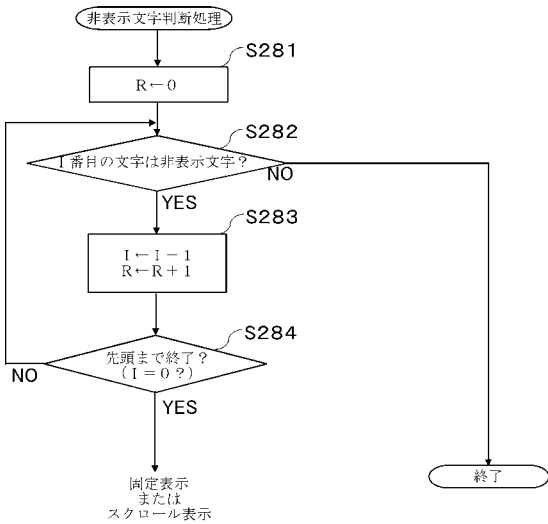 非表示文字判断処理
S281
R←0
S282
I番目の文字は非表示文字?
NO
YES
S283
I←I-1
R←R+1
S284
先頭まで終了?
(I=0?)
NO
YES
固定表示
または
スクロール表示
終了